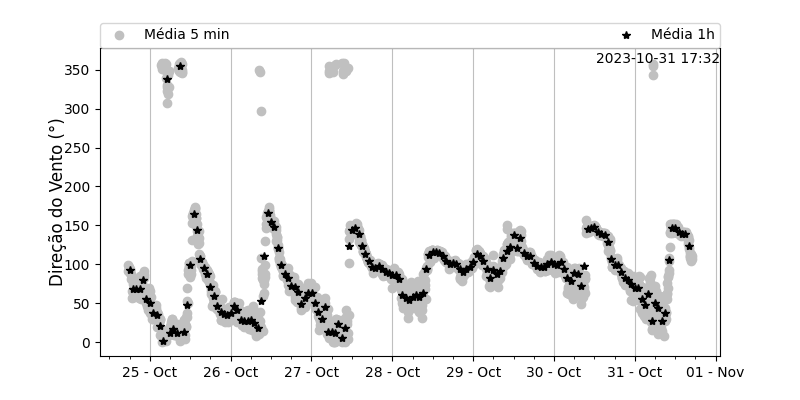 Média 5 min
Média 1h
2023-10-31 17:32
Direção do Vento (°)
350
300
250
200
150
100
50
0
25 - Oct
26 - Oct
27 - Oct
28 - Oct
29 - Oct
30 - Oct
31 - Oct
01 - Nov